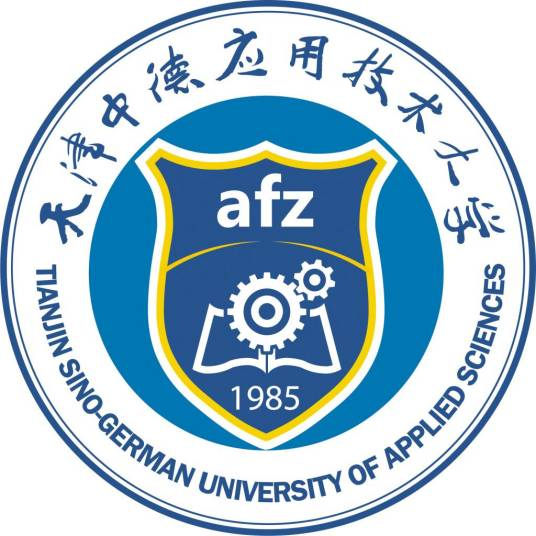 天津中德应用技术大学
afz
1985
TIANJIN SINO-GERMAN UNIVERSITY OF APPLIED SCIENCES